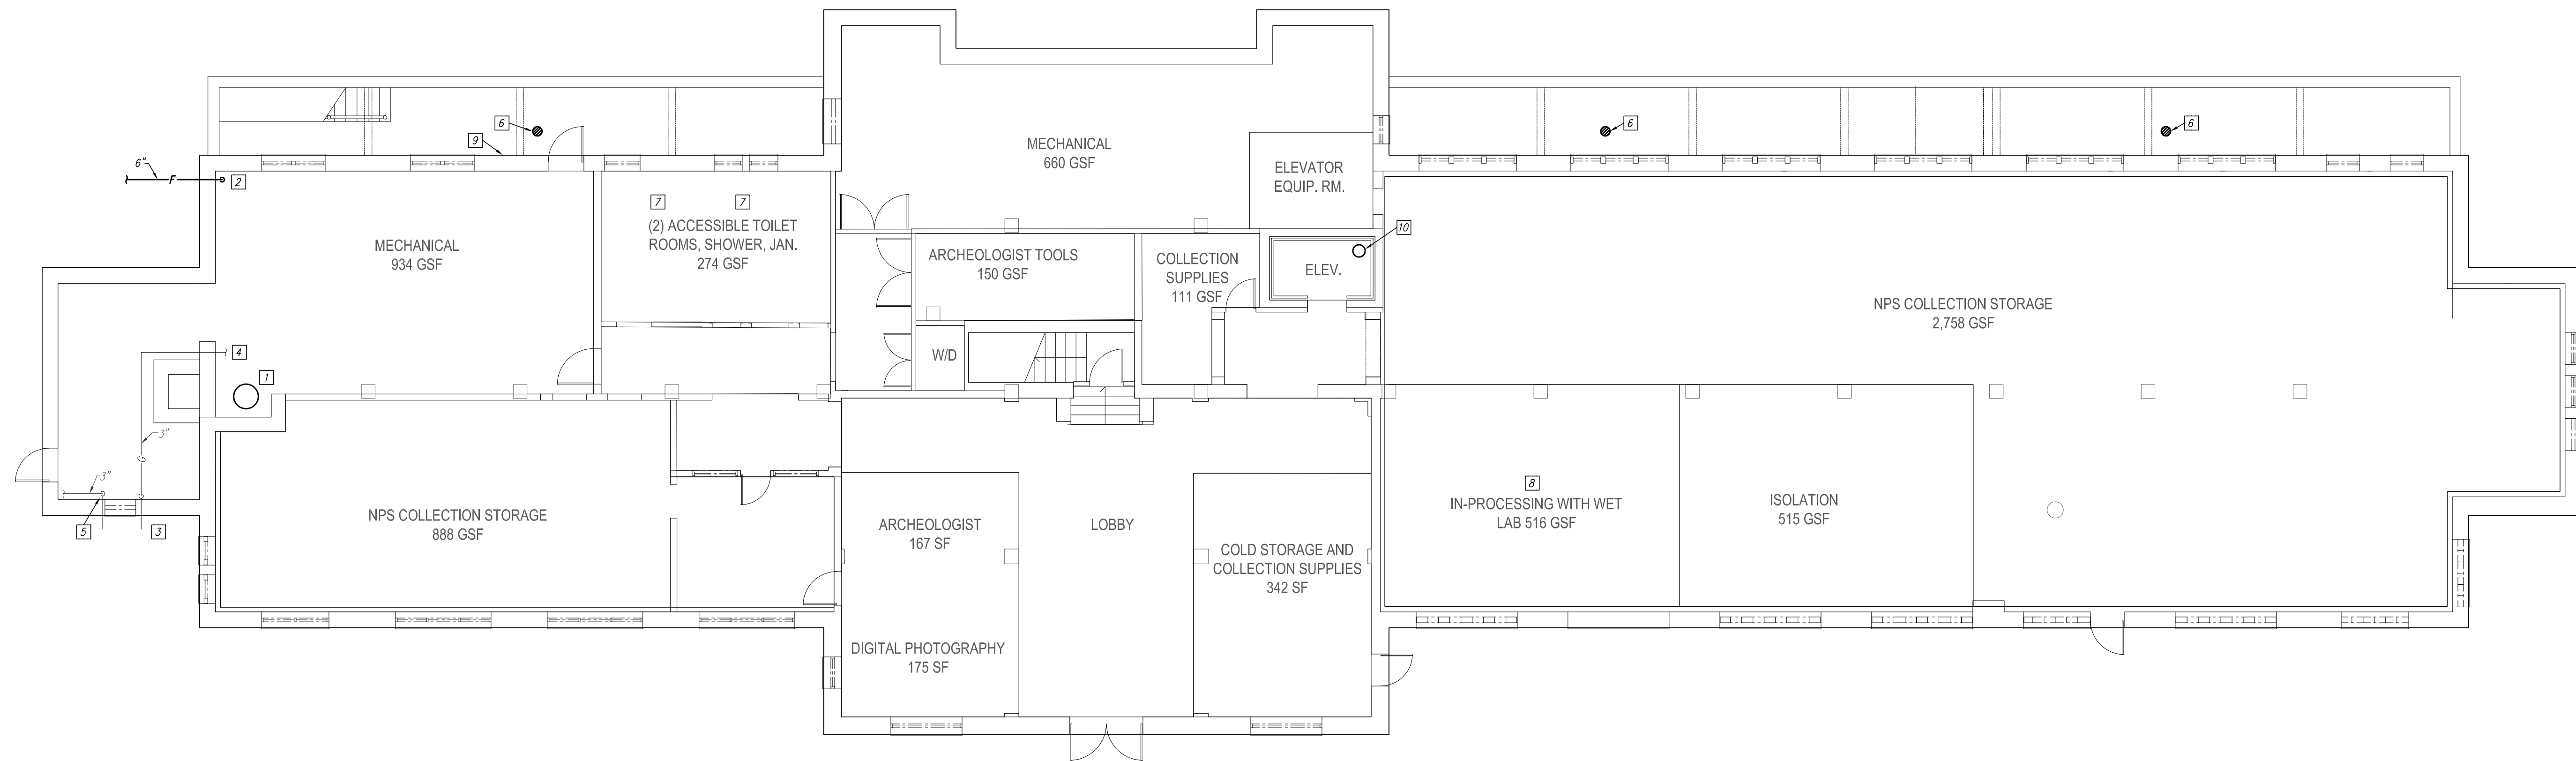 6
9
6"
F
2
MECHANICAL
934 GSF
7
7
(2) ACCESSIBLE TOILET
ROOMS, SHOWER, JAN.
274 GSF
MECHANICAL
660 GSF
ELEVATOR
EQUIP. RM.
ARCHEOLOGIST TOOLS
150 GSF
COLLECTION
SUPPLIES
111 GSF
ELEV.
10
W/D
6
6
NPS COLLECTION STORAGE
2,758 GSF
4
1
3"
G
3"
5
3
NPS COLLECTION STORAGE
888 GSF
ARCHEOLOGIST
167 SF
LOBBY
COLD STORAGE AND
COLLECTION SUPPLIES
342 SF
DIGITAL PHOTOGRAPHY
175 SF
8
IN-PROCESSING WITH WET
LAB 516 GSF
ISOLATION
515 GSF